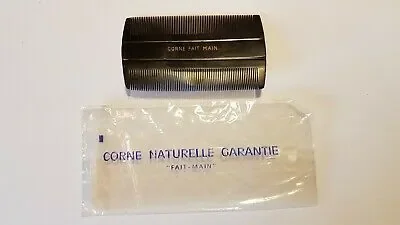 CORNE FAIT MAIN
CORNE NATURELLE GARANTIE
"FAIT-MAIN"